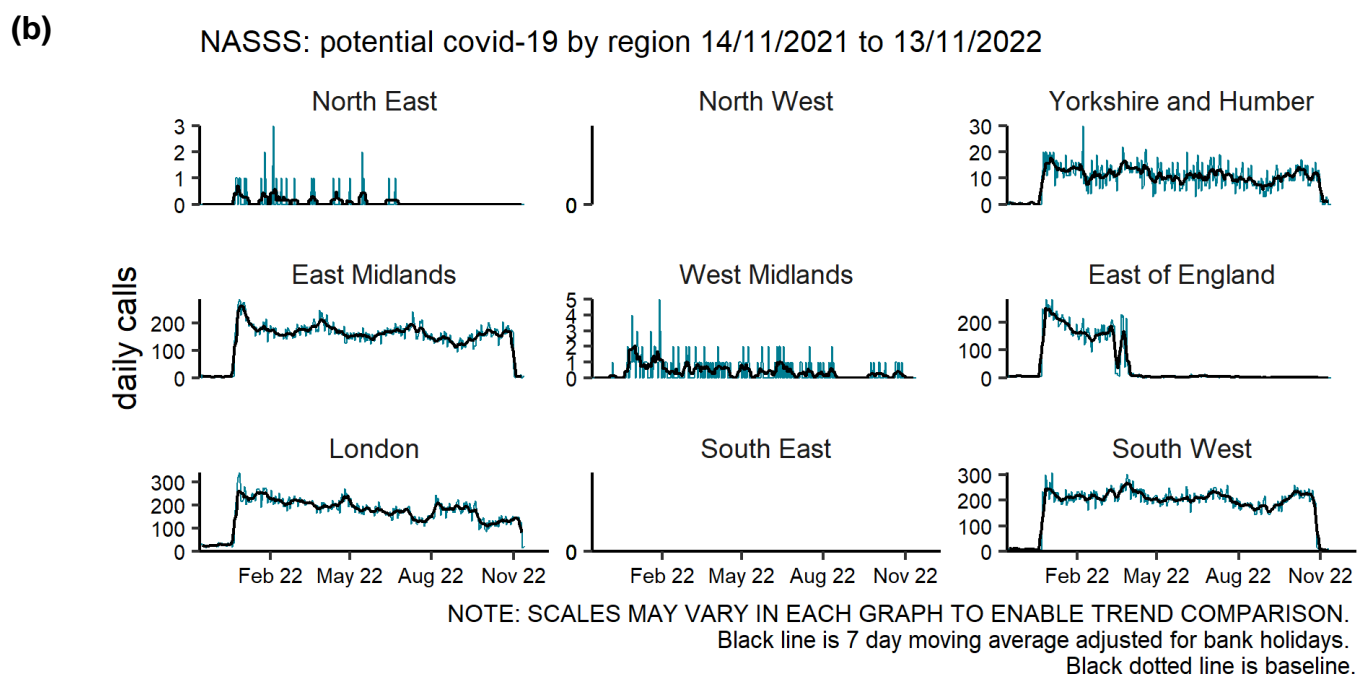 (b)
NASSS: potential covid-19 by region 14/11/2021 to 13/11/2022
North East
3
2
1
0
North West
0
Yorkshire and Humber
30
20
10
0
daily calls
East Midlands
200
100
0
West Midlands
5
4
3
2
1
0
East of England
200
100
0
London
300
200
100
0
Feb 22 May 22 Aug 22 Nov 22
South East
0
Feb 22 May 22 Aug 22 Nov 22
South West
300
200
100
0
Feb 22 May 22 Aug 22 Nov 22
NOTE: SCALES MAY VARY IN EACH GRAPH TO ENABLE TREND COMPARISON.
Black line is 7 day moving average adjusted for bank holidays.
Black dotted line is baseline.